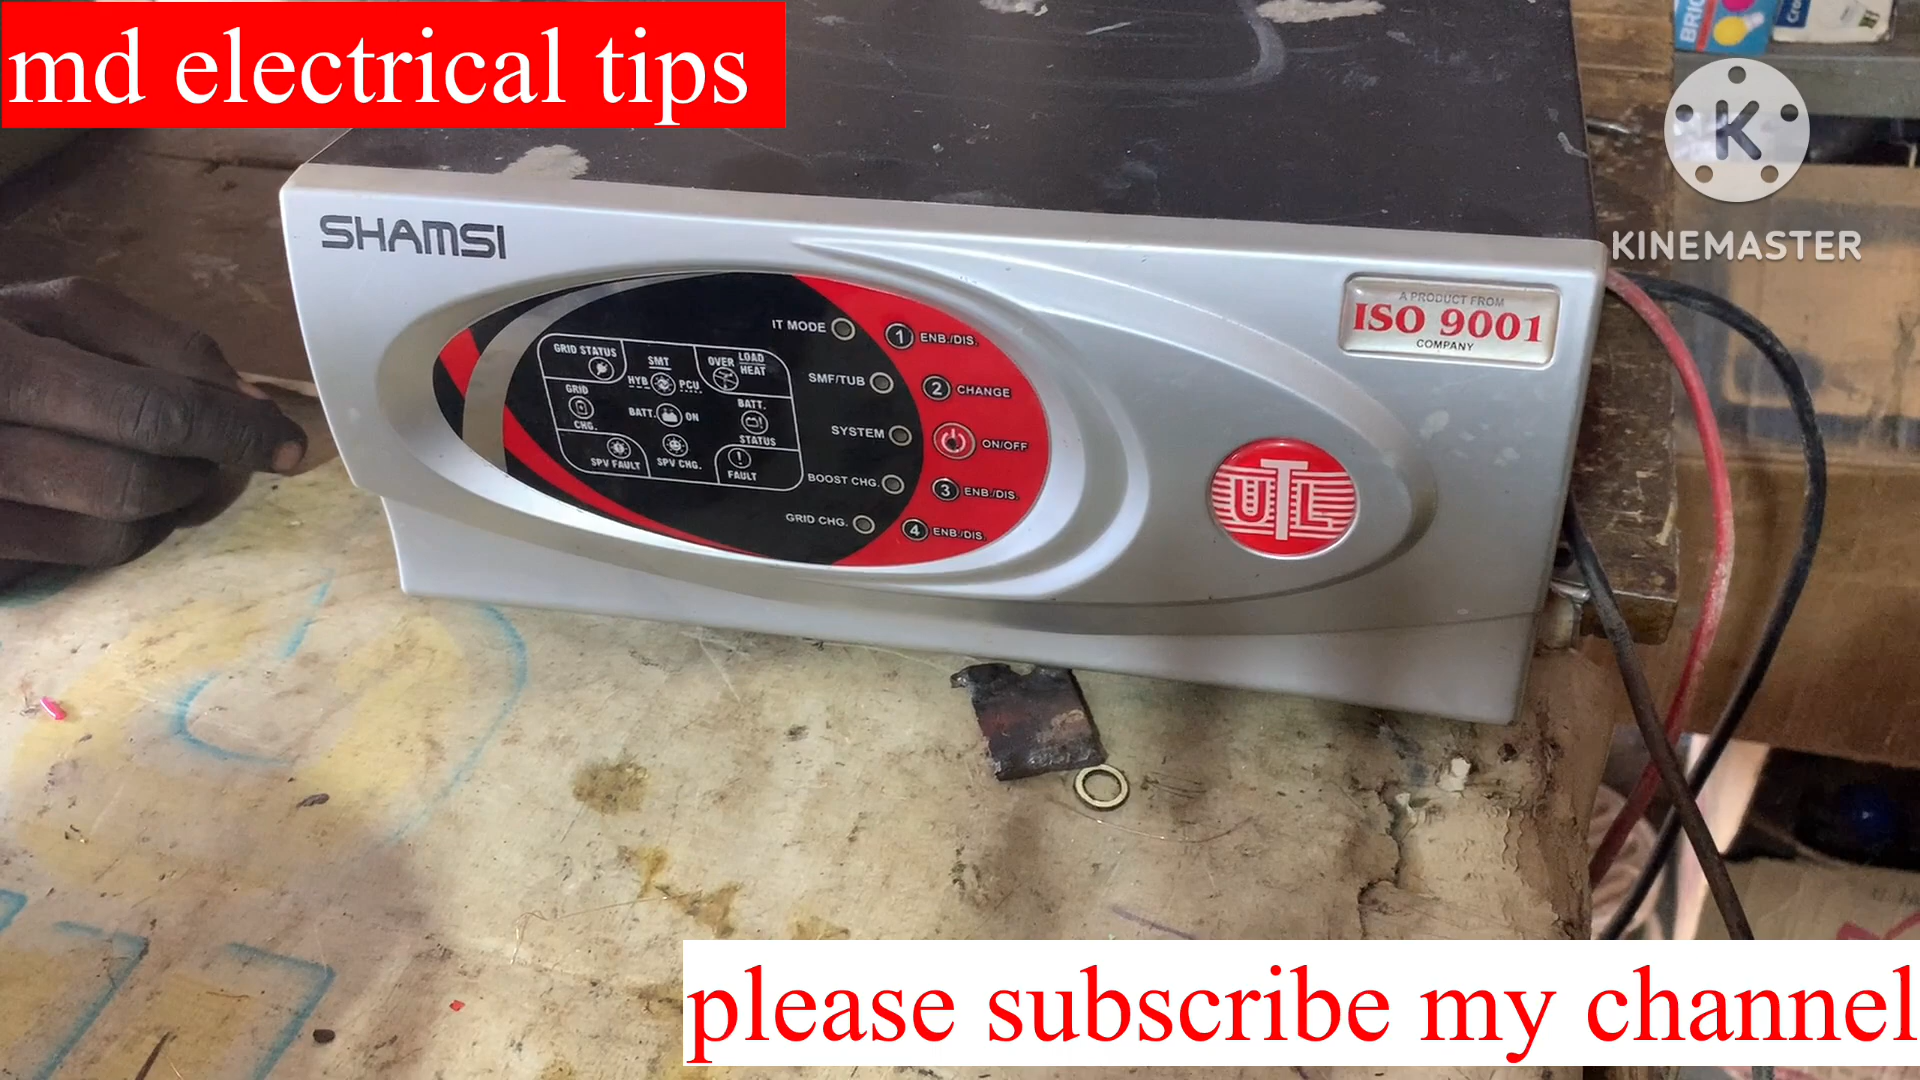 md electrical tips
BRI
Cro
K
KINEMASTER
SHAMSI
A PRODUCT FROM
ISO 9001
COMPANY
IT MODE
1 ENB./DIS.
GRID STATUS
SMT
HYB PCU
OVER LOAD
HEAT
SMF/TUB
2 CHANGE
GRID
CHG.
BATT. ON
BATT.
STATUS
SYSTEM
ON/OFF
SPV FAULT
SPV CHG.
FAULT
BOOST CHG.
3 ENB./DIS.
GRID CHG.
4 ENB./DIS.
UTL
please subscribe my channel